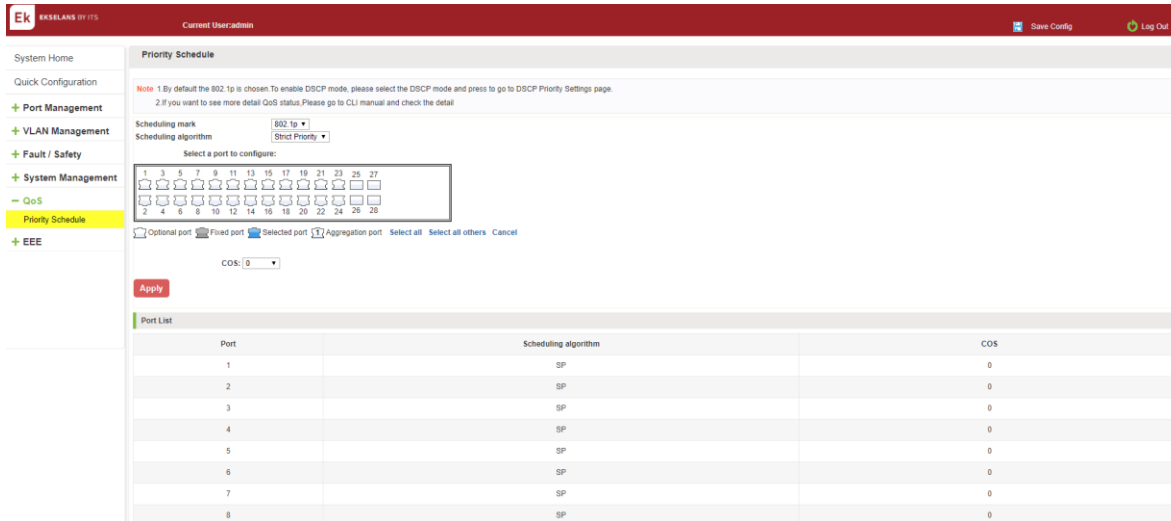 Ek EKSELANS BY ITS
Current User:admin
Save Config
Log Out
System Home
Quick Configuration
+ Port Management
+ VLAN Management
+ Fault / Safety
+ System Management
− QoS
Priority Schedule
+ EEE
Priority Schedule
Note 1.By default the 802.1p is chosen.To enable DSCP mode, please select the DSCP mode and press to go to DSCP Priority Settings page.
2.If you want to see more detail QoS status,Please go to CLI manual and check the detail
Scheduling mark 802.1p
Scheduling algorithm Strict Priority
Select a port to configure:
1 3 5 7 9 11 13 15 17 19 21 23 25 27
2 4 6 8 10 12 14 16 18 20 22 24 26 28
Optional port Fixed port Selected port 1 Aggregation port Select all Select all others Cancel
COS: 0
Apply
Port List
Port Scheduling algorithm COS
1 SP 0
2 SP 0
3 SP 0
4 SP 0
5 SP 0
6 SP 0
7 SP 0
8 SP 0